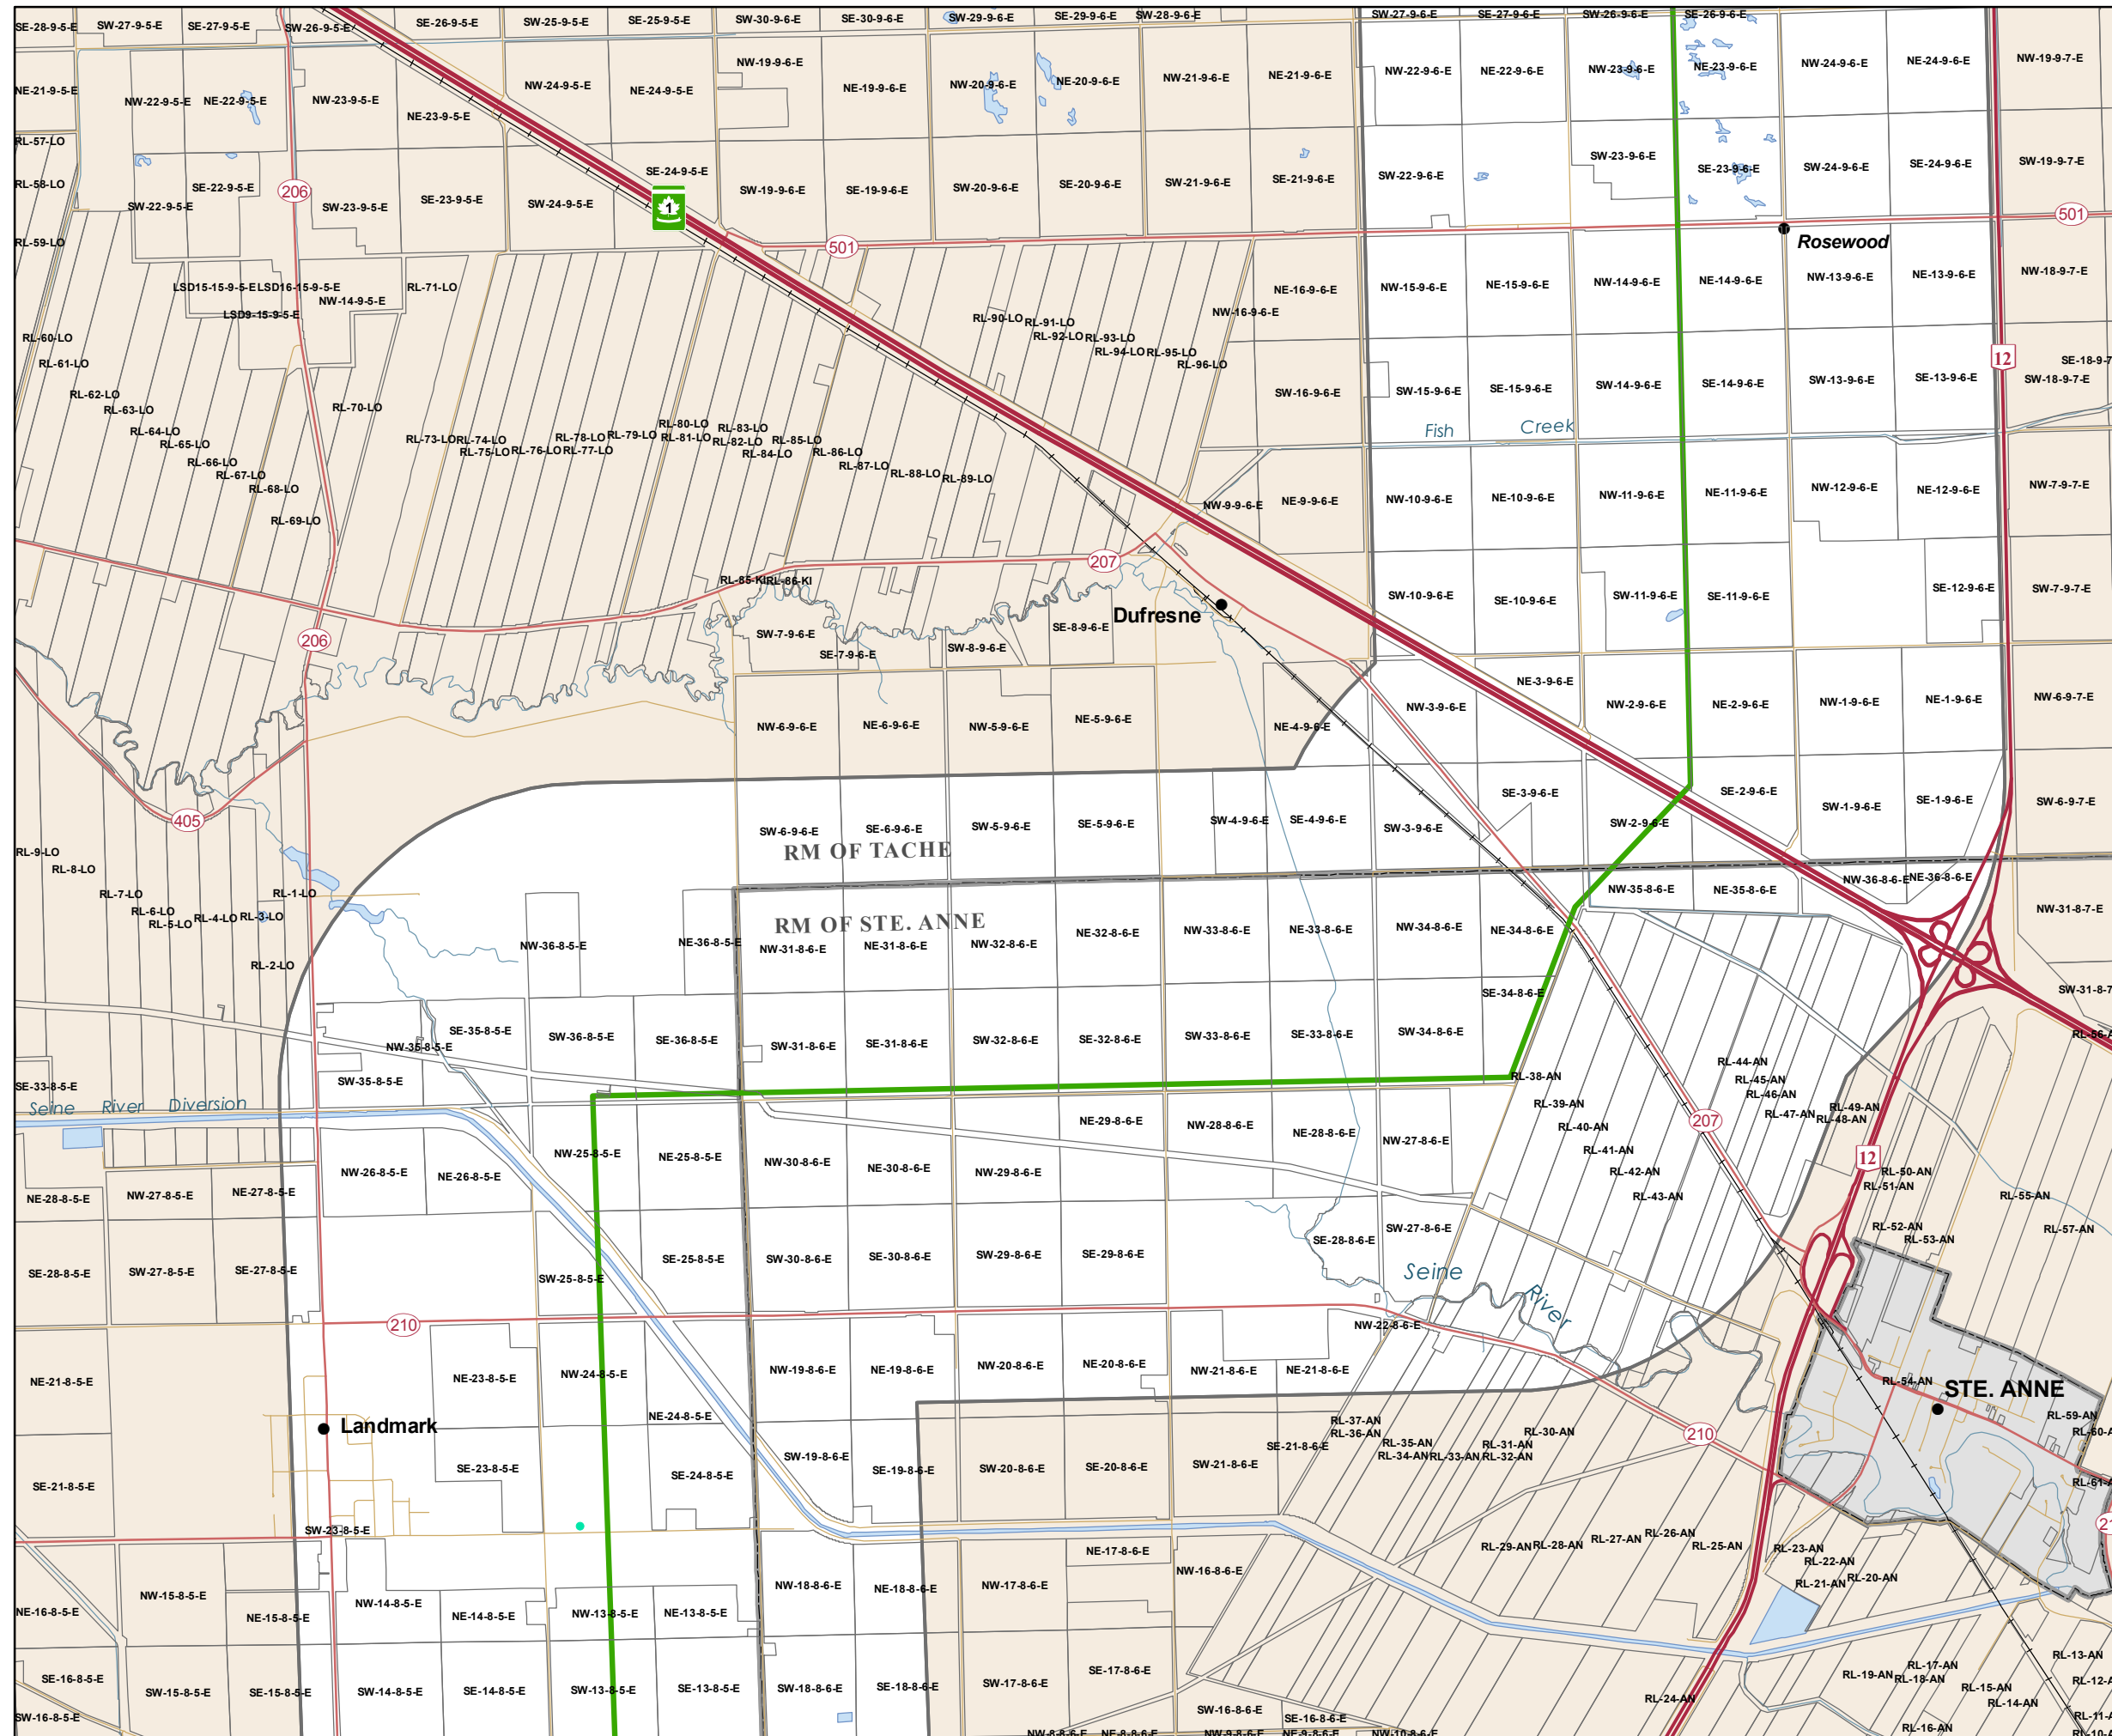 SE-28-9-5-E SW-27-9-5-E SE-27-9-5-E SW-26-9-5-E SE-26-9-5-E SW-25-9-5-E SE-25-9-5-E SW-30-9-6-E SE-30-9-6-E SW-29-9-6-E SE-29-9-6-E SW-28-9-6-E SW-27-9-6-E SE-27-9-6-E SW-26-9-6-E SE-26-9-6-E
NE-21-9-5-E NW-22-9-5-E NE-22-9-5-E NW-23-9-5-E NE-23-9-5-E NW-24-9-5-E NE-24-9-5-E NW-19-9-6-E NE-19-9-6-E NW-20-9-6-E NE-20-9-6-E NW-21-9-6-E NE-21-9-6-E NW-22-9-6-E NE-22-9-6-E NW-23-9-6-E NE-23-9-6-E NW-24-9-6-E NE-24-9-6-E NW-19-9-7-E
RL-57-LO
RL-58-LO SW-22-9-5-E SE-22-9-5-E 206 SW-23-9-5-E SE-23-9-5-E SW-24-9-5-E SE-24-9-5-E 1 SW-19-9-6-E SE-19-9-6-E SW-20-9-6-E SE-20-9-6-E SW-21-9-6-E SE-21-9-6-E SW-22-9-6-E SW-23-9-6-E SE-23-9-6-E SW-24-9-6-E SE-24-9-6-E SW-19-9-7-E
RL-59-LO 501 Rosewood 501
LSD15-15-9-5-E LSD16-15-9-5-E NW-14-9-5-E RL-71-LO NE-16-9-6-E NW-15-9-6-E NE-15-9-6-E NW-14-9-6-E NE-14-9-6-E NW-13-9-6-E NE-13-9-6-E NW-18-9-7-E
LSD9-15-9-5-E RL-90-LO RL-91-LO NW-16-9-6-E
RL-60-LO RL-92-LO RL-93-LO
RL-61-LO RL-94-LO RL-95-LO RL-96-LO 12 SE-18-9-7
RL-62-LO SW-16-9-6-E SW-15-9-6-E SE-15-9-6-E SW-14-9-6-E SE-14-9-6-E SW-13-9-6-E SE-13-9-6-E SW-18-9-7-E
RL-63-LO RL-70-LO
RL-64-LO RL-80-LO RL-83-LO Fish Creek
RL-65-LO RL-73-LO RL-74-LO RL-78-LO RL-79-LO RL-81-LO RL-82-LO RL-85-LO
RL-66-LO RL-75-LO RL-76-LO RL-77-LO RL-84-LO RL-86-LO
RL-67-LO RL-87-LO RL-88-LO RL-89-LO
RL-68-LO NW-9-9-6-E NE-9-9-6-E NW-10-9-6-E NE-10-9-6-E NW-11-9-6-E NE-11-9-6-E NW-12-9-6-E NE-12-9-6-E NW-7-9-7-E
RL-69-LO
207
RL-85-KI RL-86-KI SW-10-9-6-E SE-10-9-6-E SW-11-9-6-E SE-11-9-6-E SE-12-9-6-E SW-7-9-7-E
Dufresne
206 SW-7-9-6-E SE-7-9-6-E SW-8-9-6-E SE-8-9-6-E
NW-6-9-6-E NE-6-9-6-E NW-5-9-6-E NE-5-9-6-E NE-4-9-6-E NW-3-9-6-E NE-3-9-6-E NW-2-9-6-E NE-2-9-6-E NW-1-9-6-E NE-1-9-6-E NW-6-9-7-E
405 SW-6-9-6-E SE-6-9-6-E SW-5-9-6-E SE-5-9-6-E SW-4-9-6-E SE-4-9-6-E SW-3-9-6-E SE-3-9-6-E SW-2-9-6-E SE-2-9-6-E SW-1-9-6-E SE-1-9-6-E SW-6-9-7-E
RM OF TACHE
RL-9-LO
RL-8-LO
RL-7-LO RL-1-LO NW-35-8-6-E NE-35-8-6-E NW-36-8-6-E NE-36-8-6-E
RL-6-LO RL-5-LO RL-4-LO RL-3-LO
RM OF STE. ANNE
NW-36-8-5-E NE-36-8-5-E NW-31-8-6-E NE-31-8-6-E NW-32-8-6-E NE-32-8-6-E NW-33-8-6-E NE-33-8-6-E NW-34-8-6-E NE-34-8-6-E NW-31-8-7-E
RL-2-LO SE-34-8-6-E SW-31-8-7
NW-35-8-5-E SE-35-8-5-E SW-36-8-5-E SE-36-8-5-E SW-31-8-6-E SE-31-8-6-E SW-32-8-6-E SE-32-8-6-E SW-33-8-6-E SE-33-8-6-E SW-34-8-6-E RL-56-A
SE-33-8-5-E SW-35-8-5-E RL-38-AN RL-44-AN
Seine River Diversion RL-39-AN RL-45-AN RL-46-AN
NE-29-8-6-E NW-28-8-6-E NE-28-8-6-E NW-27-8-6-E RL-40-AN 207 RL-47-AN RL-49-AN RL-48-AN
NE-28-8-5-E NW-27-8-5-E NE-27-8-5-E NW-26-8-5-E NE-26-8-5-E NW-25-8-5-E NE-25-8-5-E NW-30-8-6-E NE-30-8-6-E NW-29-8-6-E RL-41-AN RL-42-AN RL-43-AN 12 RL-50-AN RL-51-AN RL-55-AN
SE-28-8-5-E SW-27-8-5-E SE-27-8-5-E SW-25-8-5-E SE-25-8-5-E SW-30-8-6-E SE-30-8-6-E SW-29-8-6-E SE-29-8-6-E SE-28-8-6-E SW-27-8-6-E RL-52-AN RL-53-AN RL-57-AN
Seine River
210 NW-22-8-6-E
NE-21-8-5-E NE-23-8-5-E NW-24-8-5-E NW-19-8-6-E NE-19-8-6-E NW-20-8-6-E NE-20-8-6-E NW-21-8-6-E NE-21-8-6-E RL-54-AN
STE. ANNE
Landmark NE-24-8-5-E RL-37-AN RL-36-AN RL-30-AN 210 RL-59-AN RL-60-A
SE-21-8-5-E SE-23-8-5-E SE-24-8-5-E SW-19-8-6-E SE-19-8-6-E SW-20-8-6-E SE-20-8-6-E SW-21-8-6-E SE-21-8-6-E RL-35-AN RL-34-AN RL-33-AN RL-31-AN RL-32-AN RL-61-A
SW-23-8-5-E 21
NE-17-8-6-E RL-29-AN RL-28-AN RL-27-AN RL-26-AN RL-25-AN RL-23-AN
NE-16-8-5-E NW-15-8-5-E NE-15-8-5-E NW-14-8-5-E NE-14-8-5-E NW-13-8-5-E NE-13-8-5-E NW-18-8-6-E NE-18-8-6-E NW-17-8-6-E NW-16-8-6-E RL-22-AN RL-21-AN RL-20-AN
SE-16-8-5-E SW-15-8-5-E SE-15-8-5-E SW-14-8-5-E SE-14-8-5-E SW-13-8-5-E SE-13-8-5-E SW-18-8-6-E SE-18-8-6-E SW-17-8-6-E SE-17-8-6-E RL-19-AN RL-17-AN RL-18-AN RL-13-AN RL-12-A
SW-16-8-5-E SW-16-8-6-E SE-16-8-6-E RL-24-AN RL-15-AN RL-14-AN RL-11-A
NW-8-8-6-E NE-8-8-6-E NW-9-8-6-E NE-9-8-6-E NW-10-8-6-E RL-16-AN RL-10-A